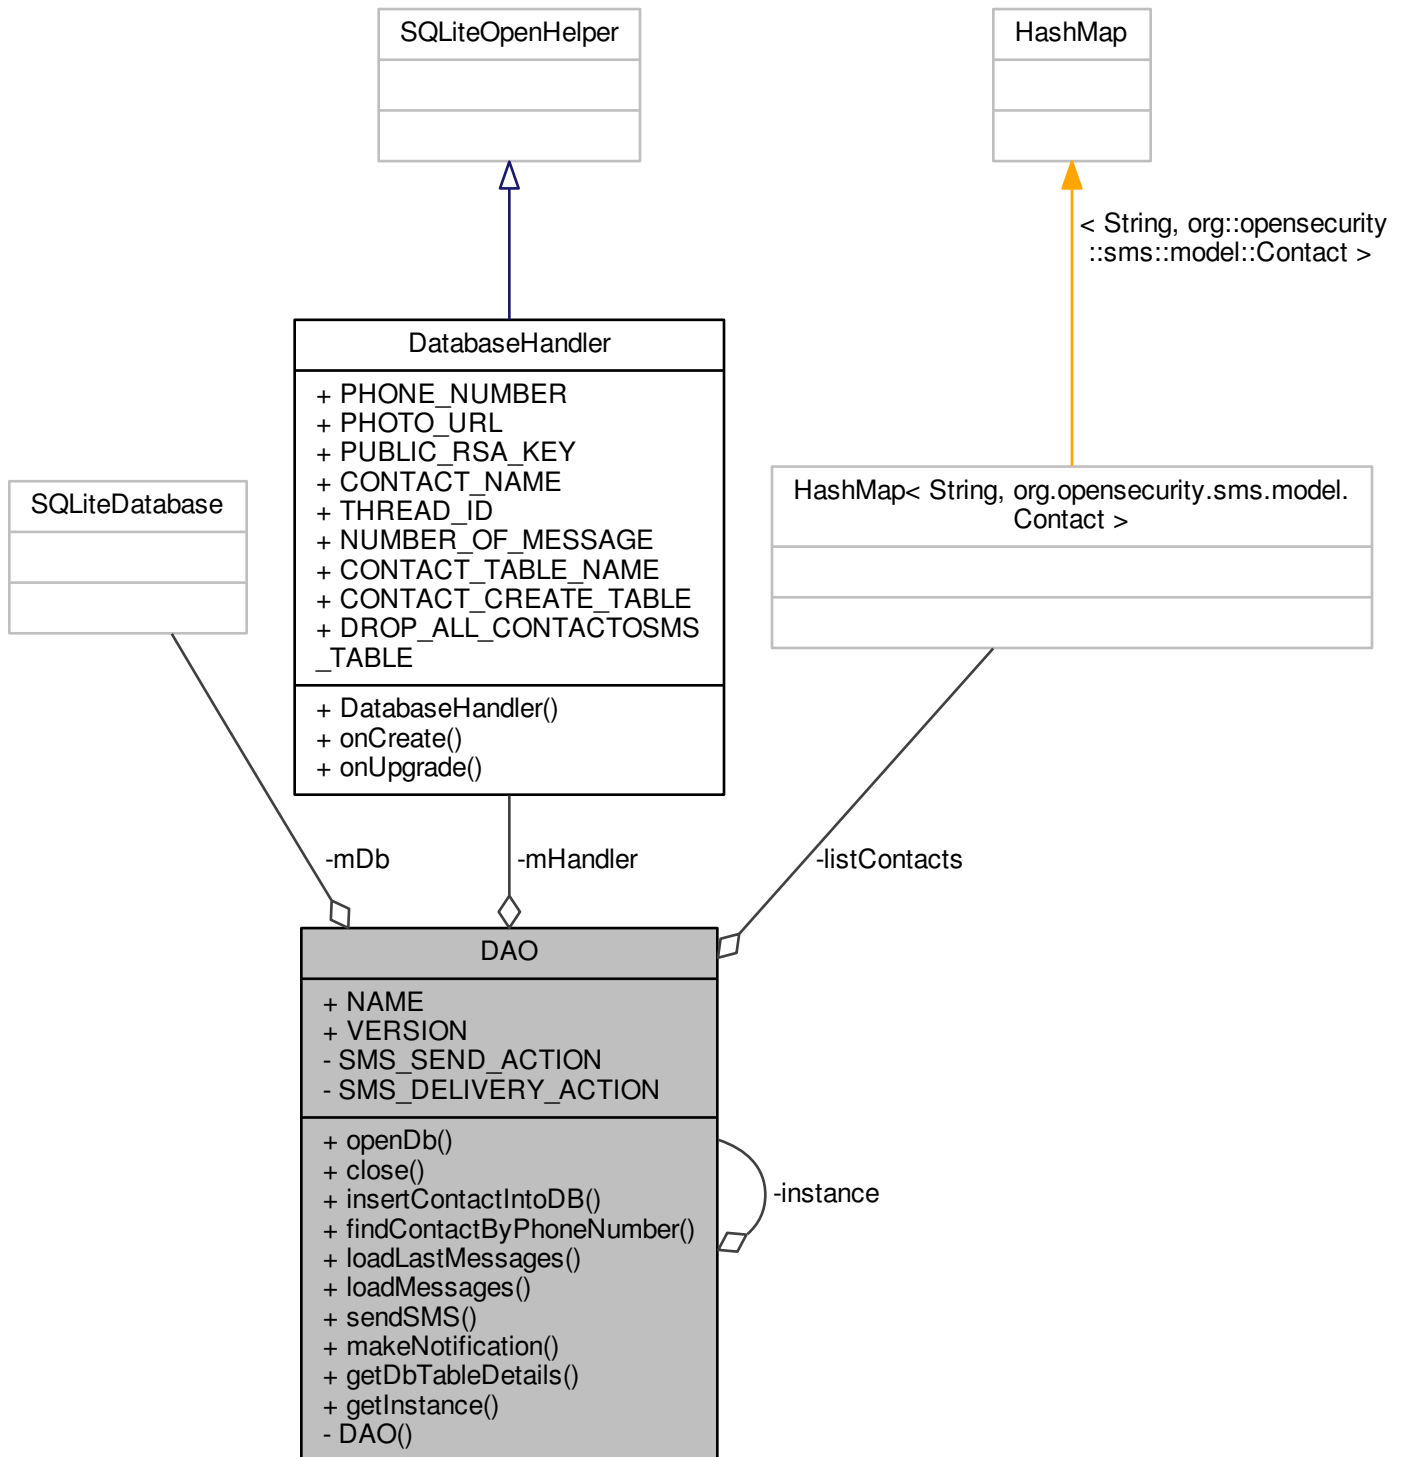 SQLiteOpenHelper
HashMap
< String, org::opensecurity
::sms::model::Contact >
DatabaseHandler
+ PHONE_NUMBER
+ PHOTO_URL
+ PUBLIC_RSA_KEY
+ CONTACT_NAME
+ THREAD_ID
+ NUMBER_OF_MESSAGE
+ CONTACT_TABLE_NAME
+ CONTACT_CREATE_TABLE
+ DROP_ALL_CONTACTOSMS
_TABLE
+ DatabaseHandler()
+ onCreate()
+ onUpgrade()
SQLiteDatabase
HashMap< String, org.opensecurity.sms.model.
Contact >
-mDb
-mHandler
-listContacts
DAO
+ NAME
+ VERSION
- SMS_SEND_ACTION
- SMS_DELIVERY_ACTION
+ openDb()
+ close()
+ insertContactIntoDB()
+ findContactByPhoneNumber()
+ loadLastMessages()
+ loadMessages()
+ sendSMS()
+ makeNotification()
+ getDbTableDetails()
+ getInstance()
- DAO()
-instance